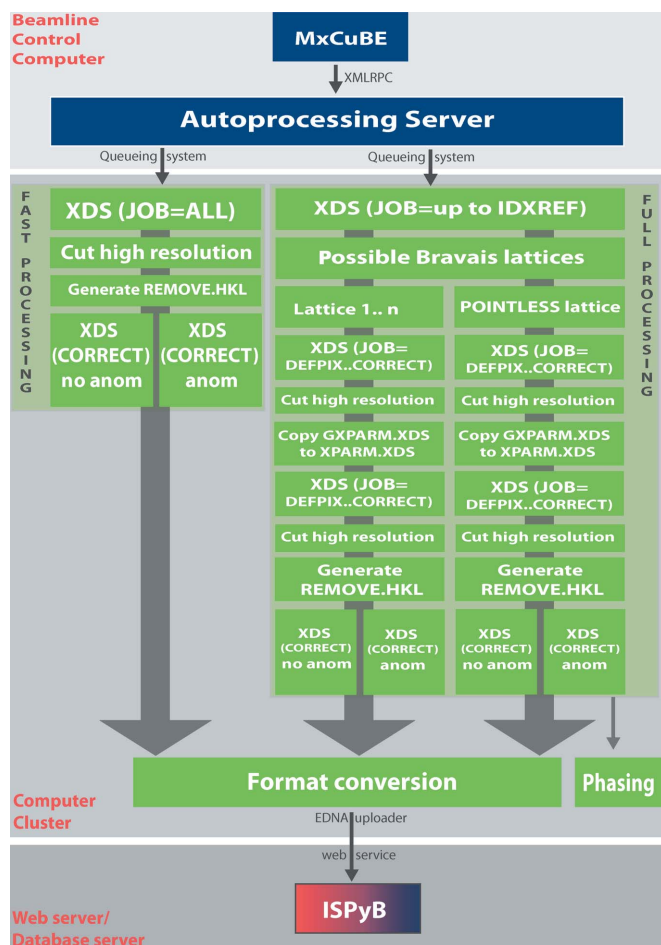 Beamline
Control
Computer
MxCuBE
XMLRPC
Autoprocessing Server
Queueing system
Queueing system
FAST PROCESSING
XDS (JOB=ALL)
Cut high resolution
Generate REMOVE.HKL
XDS
(CORRECT)
no anom
XDS
(CORRECT)
anom
FULL PROCESSING
XDS (JOB=up to IDXREF)
Possible Bravais lattices
Lattice 1.. n
XDS (JOB=
DEFPIX..CORRECT)
Cut high resolution
Copy GXPARM.XDS
to XPARM.XDS
XDS (JOB=
DEFPIX..CORRECT)
Cut high resolution
Generate
REMOVE.HKL
XDS
(CORRECT)
no anom
XDS
(CORRECT)
anom
POINTLESS lattice
XDS (JOB=
DEFPIX..CORRECT)
Cut high resolution
Copy GXPARM.XDS
to XPARM.XDS
XDS (JOB=
DEFPIX..CORRECT)
Cut high resolution
Generate
REMOVE.HKL
XDS
(CORRECT)
no anom
XDS
(CORRECT)
anom
Format conversion
Phasing
Computer
Cluster
EDNA uploader
web service
ISPyB
Web server/
Database server